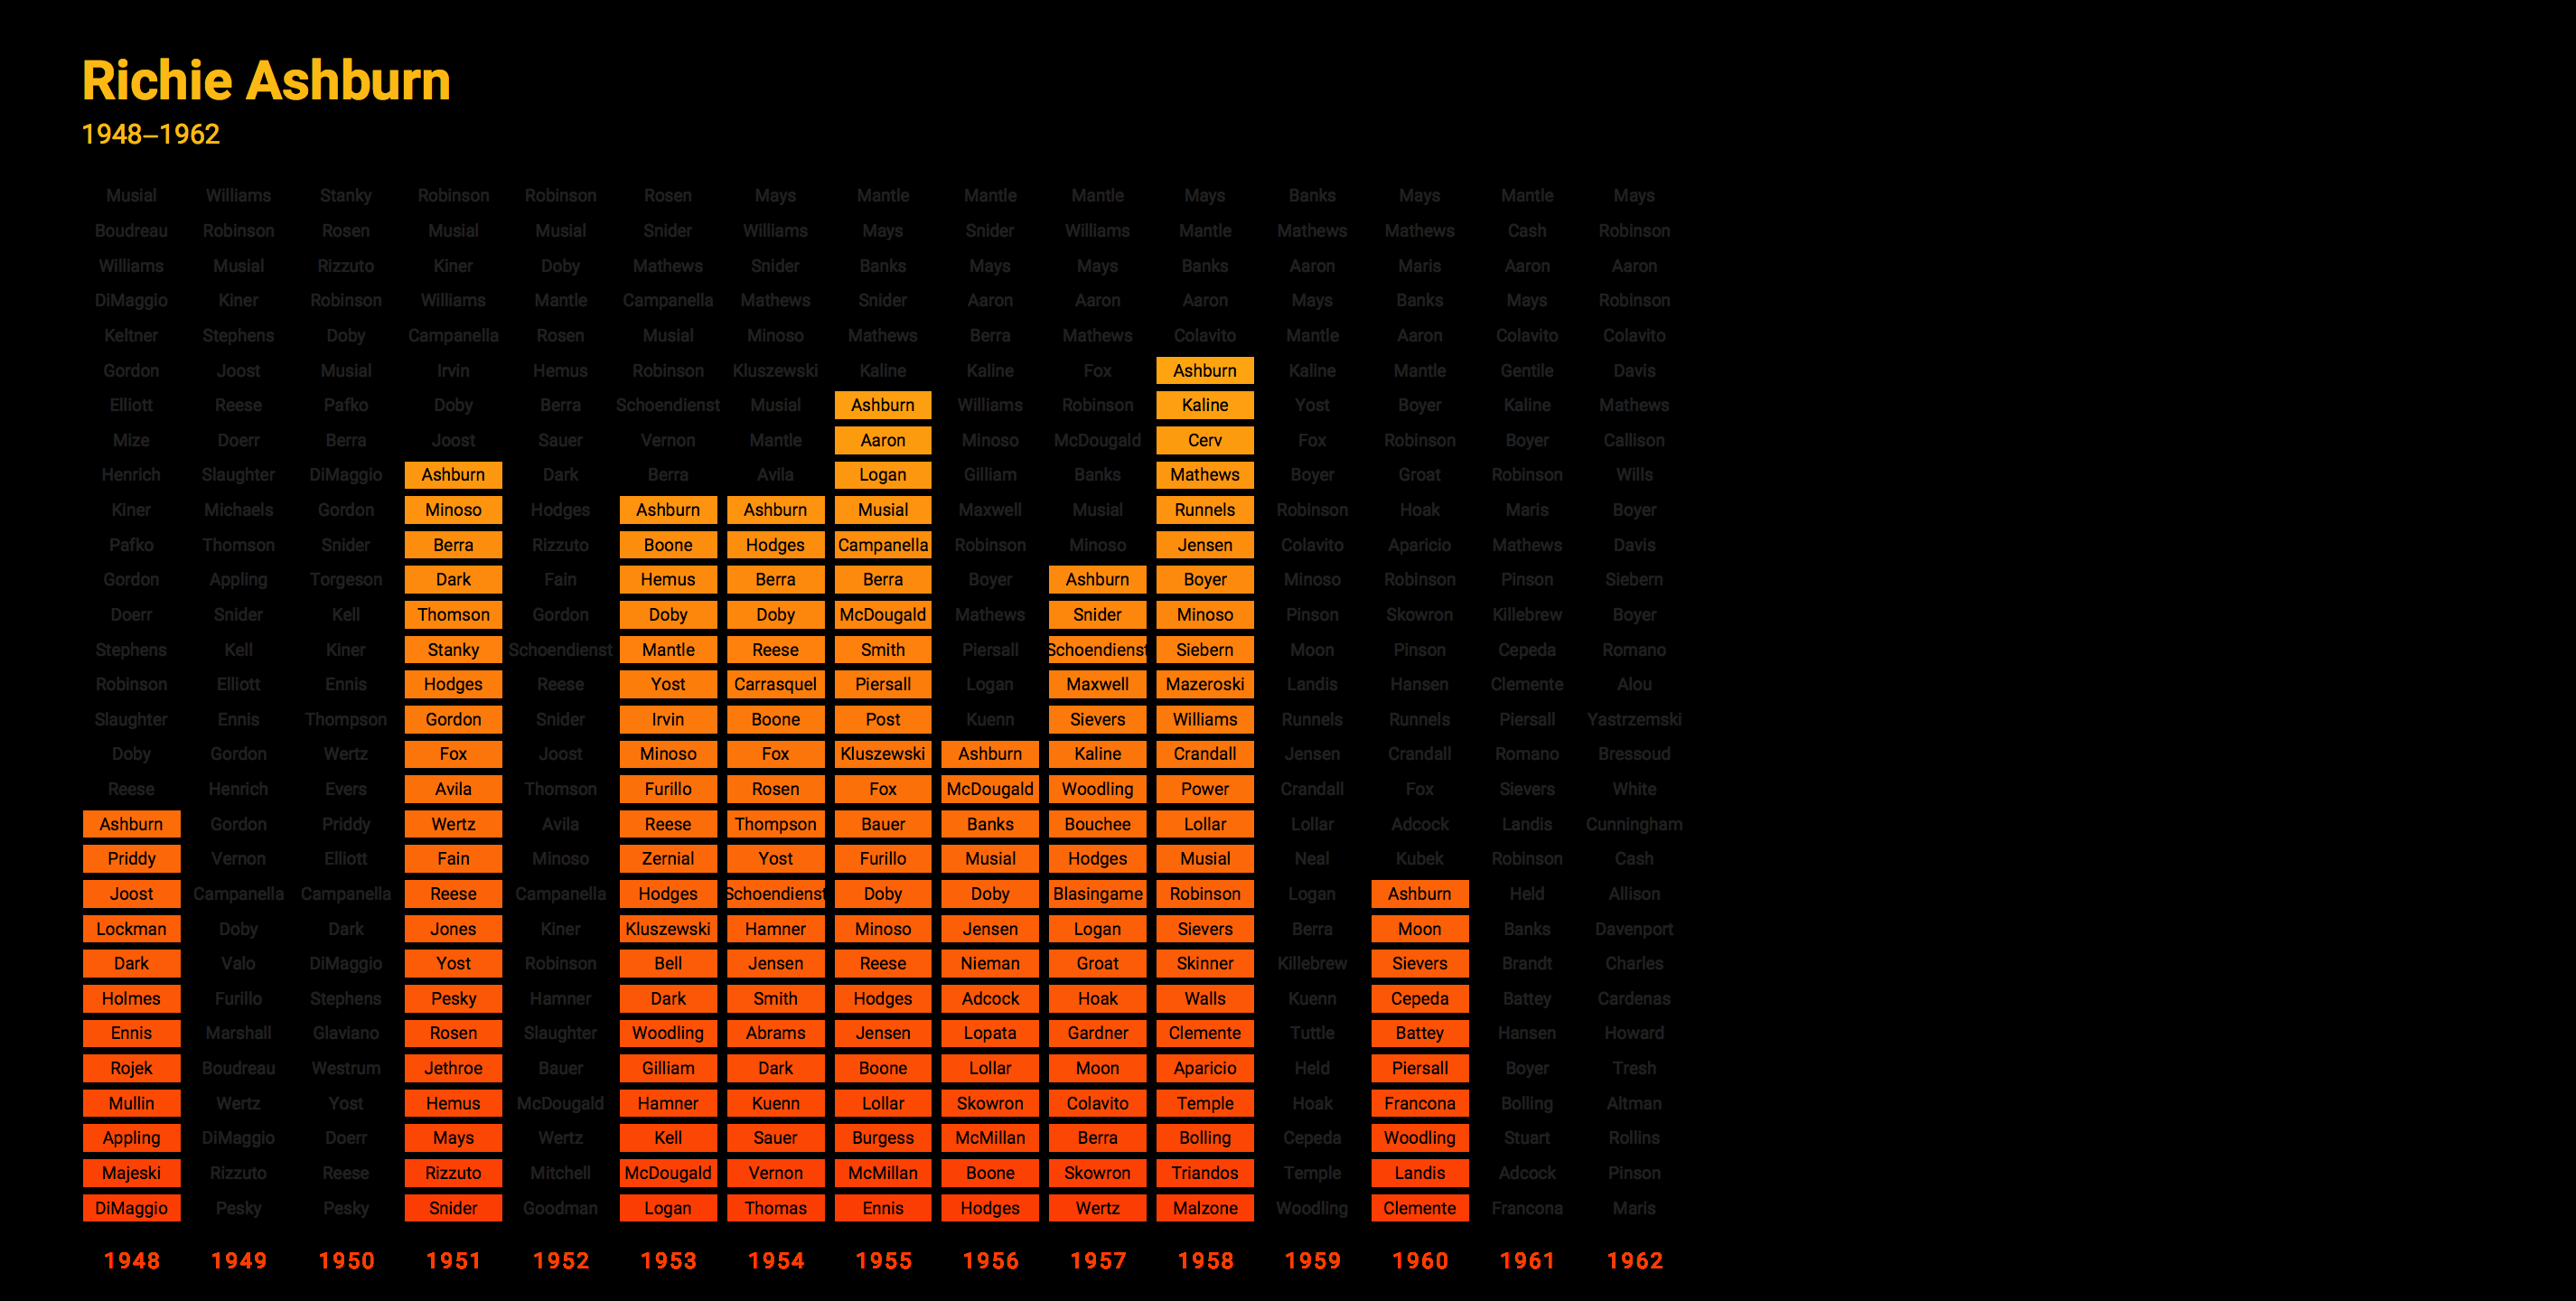 Richie Ashburn
1948–1962
Musial Williams Stanky Robinson Robinson Rosen Mays Mantle Mantle Mantle Mays Banks Mays Mantle Mays
Boudreau Robinson Rosen Musial Musial Snider Williams Mays Snider Williams Mantle Mathews Mathews Cash Robinson
Williams Musial Rizzuto Kiner Doby Mathews Snider Banks Mays Mays Banks Aaron Maris Aaron Aaron
DiMaggio Kiner Robinson Williams Mantle Campanella Mathews Snider Aaron Aaron Aaron Mays Banks Mays Robinson
Keltner Stephens Doby Campanella Rosen Musial Minoso Mathews Berra Mathews Colavito Mantle Aaron Colavito Colavito
Gordon Joost Musial Irvin Hemus Robinson Kluszewski Kaline Kaline Fox Ashburn Kaline Mantle Gentile Davis
Elliott Reese Pafko Doby Berra Schoendienst Musial Ashburn Williams Robinson Kaline Yost Boyer Kaline Mathews
Mize Doerr Berra Joost Sauer Vernon Mantle Aaron Minoso McDougald Cerv Fox Robinson Boyer Callison
Henrich Slaughter DiMaggio Ashburn Dark Berra Avila Logan Gilliam Banks Mathews Boyer Groat Robinson Wills
Kiner Michaels Gordon Minoso Hodges Ashburn Ashburn Musial Maxwell Musial Runnels Robinson Hoak Maris Boyer
Pafko Thomson Snider Berra Rizzuto Boone Hodges Campanella Robinson Minoso Jensen Colavito Aparicio Mathews Davis
Gordon Appling Torgeson Dark Fain Hemus Berra Berra Boyer Ashburn Boyer Minoso Robinson Pinson Siebern
Doerr Snider Kell Thomson Gordon Doby Doby McDougald Mathews Snider Minoso Pinson Skowron Killebrew Boyer
Stephens Kell Kiner Stanky Schoendienst Mantle Reese Smith Piersall Schoendienst Siebern Moon Pinson Cepeda Romano
Robinson Elliott Ennis Hodges Reese Yost Carrasquel Piersall Logan Maxwell Mazeroski Landis Hansen Clemente Alou
Slaughter Ennis Thompson Gordon Snider Irvin Boone Post Kuenn Sievers Williams Runnels Runnels Piersall Yastrzemski
Doby Gordon Wertz Fox Joost Minoso Fox Kluszewski Ashburn Kaline Crandall Jensen Crandall Romano Bressoud
Reese Henrich Evers Avila Thomson Furillo Rosen Fox McDougald Woodling Power Crandall Fox Sievers White
Ashburn Gordon Priddy Wertz Avila Reese Thompson Bauer Banks Bouchee Lollar Lollar Adcock Landis Cunningham
Priddy Vernon Elliott Fain Minoso Zernial Yost Furillo Musial Hodges Musial Neal Kubek Robinson Cash
Joost Campanella Campanella Reese Campanella Hodges Schoendienst Doby Doby Blasingame Robinson Logan Ashburn Held Allison
Lockman Doby Dark Jones Kiner Kluszewski Hamner Minoso Jensen Logan Sievers Berra Moon Banks Davenport
Dark Valo DiMaggio Yost Robinson Bell Jensen Reese Nieman Groat Skinner Killebrew Sievers Brandt Charles
Holmes Furillo Stephens Pesky Hamner Dark Smith Hodges Adcock Hoak Walls Kuenn Cepeda Battey Cardenas
Ennis Marshall Glaviano Rosen Slaughter Woodling Abrams Jensen Lopata Gardner Clemente Tuttle Battey Hansen Howard
Rojek Boudreau Westrum Jethroe Bauer Gilliam Dark Boone Lollar Moon Aparicio Held Piersall Boyer Tresh
Mullin Wertz Yost Hemus McDougald Hamner Kuenn Lollar Skowron Colavito Temple Hoak Francona Bolling Altman
Appling DiMaggio Doerr Mays Wertz Kell Sauer Burgess McMillan Berra Bolling Cepeda Woodling Stuart Rollins
Majeski Rizzuto Reese Rizzuto Mitchell McDougald Vernon McMillan Boone Skowron Triandos Temple Landis Adcock Pinson
DiMaggio Pesky Pesky Snider Goodman Logan Thomas Ennis Hodges Wertz Malzone Woodling Clemente Francona Maris
1948 1949 1950 1951 1952 1953 1954 1955 1956 1957 1958 1959 1960 1961 1962